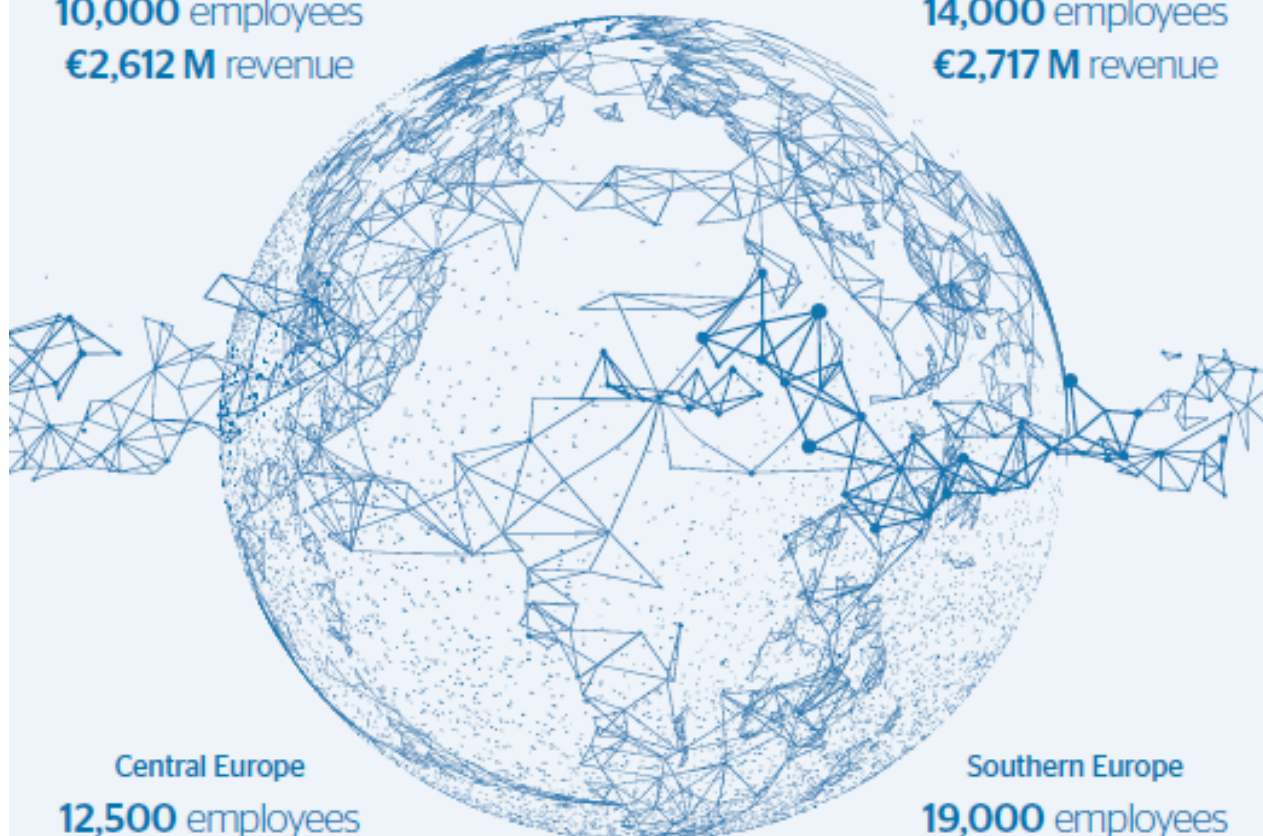 10,000 employees
€2,612 M revenue
14,000 employees
€2,717 M revenue
Central Europe
12,500 employees
Southern Europe
19,000 employees